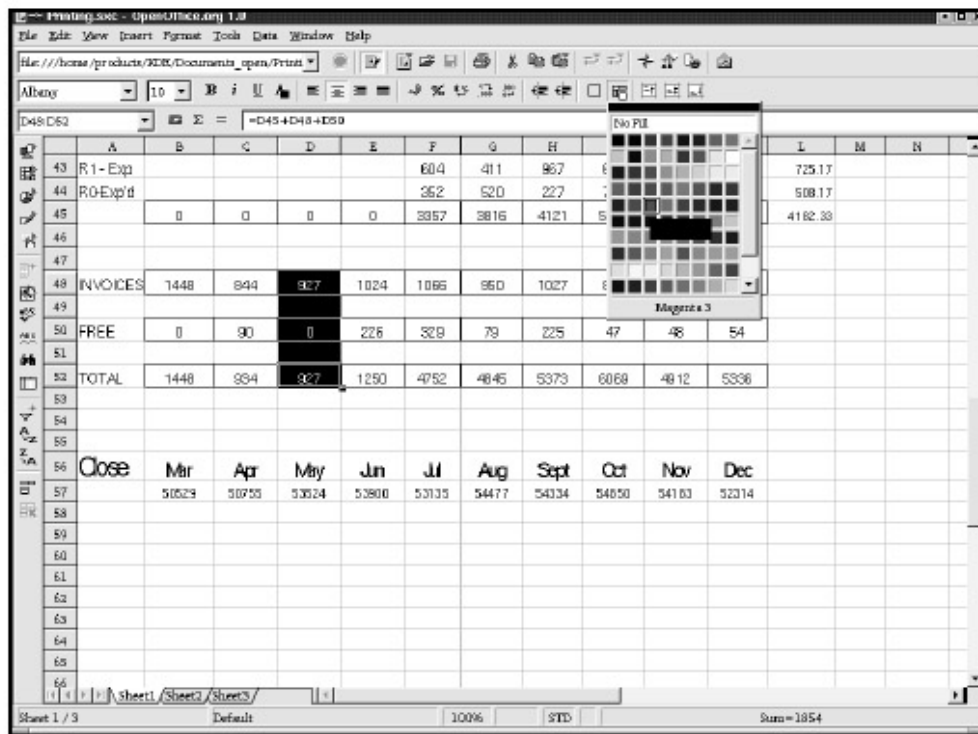 Printing.sxc - OpenOffice.org 1.0
File Edit View Insert Format Tools Data Window Help
file:///home/products/KDE/Documents_open/Printi
Albany 10 B i U A
D48:D52 Σ = =D45+D48+D50
No Fill
A B C D E F G H L M N
43 R1 - Exp 604 411 967 725.17
44 R0-Exp'd 352 520 227 508.17
45 0 0 0 0 3357 3816 4121 5 4182.33
46
47
48 INVOICES 1448 844 927 1024 1066 950 1027
49
50 FREE 0 90 0 226 329 79 225 47 48 54
51
52 TOTAL 1448 934 927 1250 4752 4845 5373 6069 4912 5336
53
54
55
56 Close Mar Apr May Jun Jul Aug Sept Oct Nov Dec
57 50529 50755 53524 53900 53135 54477 54334 54650 54163 52314
58
59
60
61
62
63
64
65
66
Magenta 3
Sheet1 Sheet2 Sheet3
Sheet 1 / 3 Default 100% STD Sum=1854